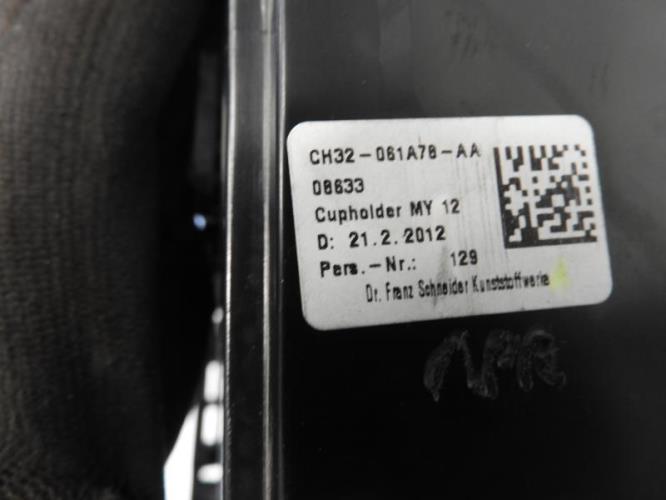 CH32-061A78-AA
08633
Cupholder MY 12
D: 21.2.2012
Pers.-Nr.: 129
Dr. Franz Schneider Kunststoffwerke